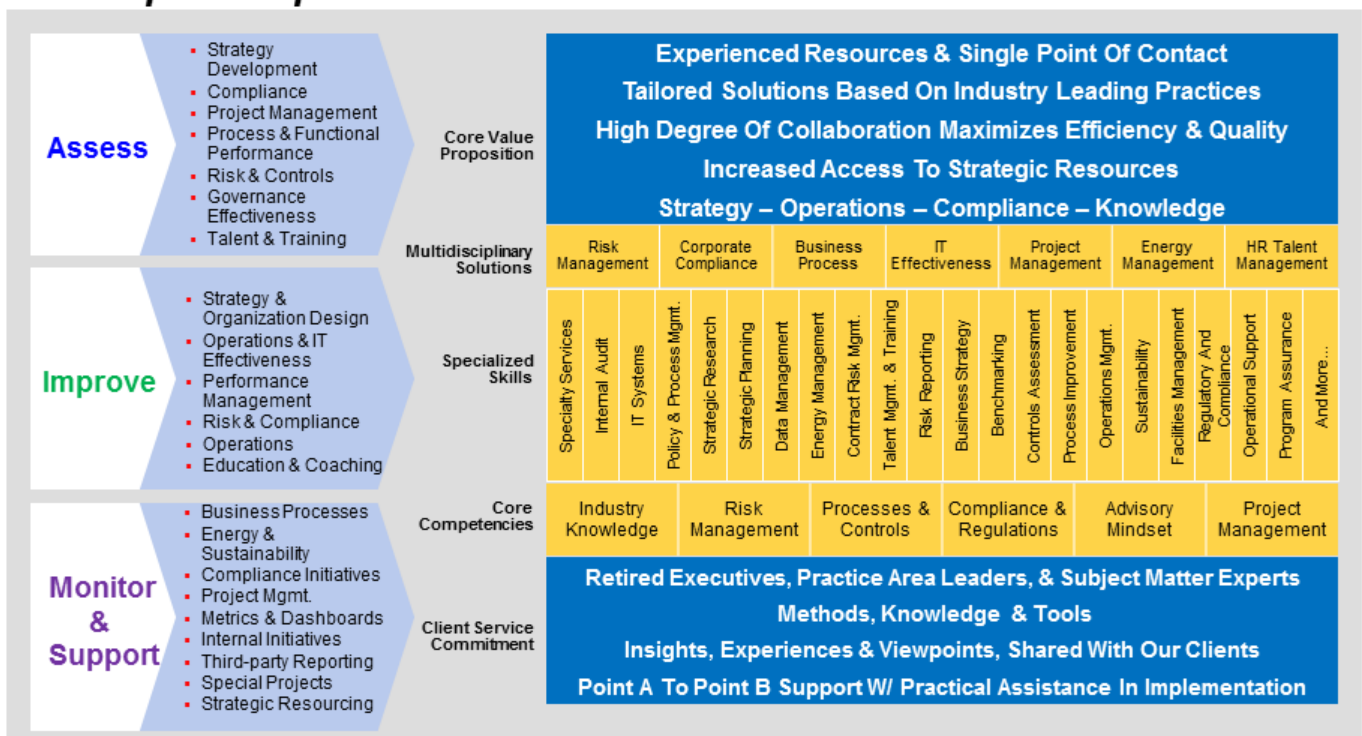 Assess
Strategy
Development
Compliance
Project Management
Process & Functional
Performance
Risk & Controls
Governance
Effectiveness
Talent & Training
Improve
Strategy &
Organization Design
Operations & IT
Effectiveness
Performance
Management
Risk & Compliance
Operations
Education & Coaching
Monitor
&
Support
Business Processes
Energy &
Sustainability
Compliance Initiatives
Project Mgmt.
Metrics & Dashboards
Internal Initiatives
Third-party Reporting
Special Projects
Strategic Resourcing
Core Value
Proposition
Experienced Resources & Single Point Of Contact
Tailored Solutions Based On Industry Leading Practices
High Degree Of Collaboration Maximizes Efficiency & Quality
Increased Access To Strategic Resources
Strategy – Operations – Compliance – Knowledge
Multidisciplinary
Solutions
Risk
Management
Corporate
Compliance
Business
Process
IT
Effectiveness
Project
Management
Energy
Management
HR Talent
Management
Specialized
Skills
Specialty Services
Internal Audit
IT Systems
Policy & Process Mgmt.
Strategic Research
Strategic Planning
Data Management
Energy Management
Contract Risk Mgmt.
Talent Mgmt. & Training
Risk Reporting
Business Strategy
Benchmarking
Controls Assessment
Process Improvement
Operations Mgmt.
Sustainability
Facilities Management
Regulatory And
Compliance
Operational Support
Program Assurance
And More...
Core
Competencies
Industry
Knowledge
Risk
Management
Processes &
Controls
Compliance &
Regulations
Advisory
Mindset
Project
Management
Client Service
Commitment
Retired Executives, Practice Area Leaders, & Subject Matter Experts
Methods, Knowledge & Tools
Insights, Experiences & Viewpoints, Shared With Our Clients
Point A To Point B Support W/ Practical Assistance In Implementation